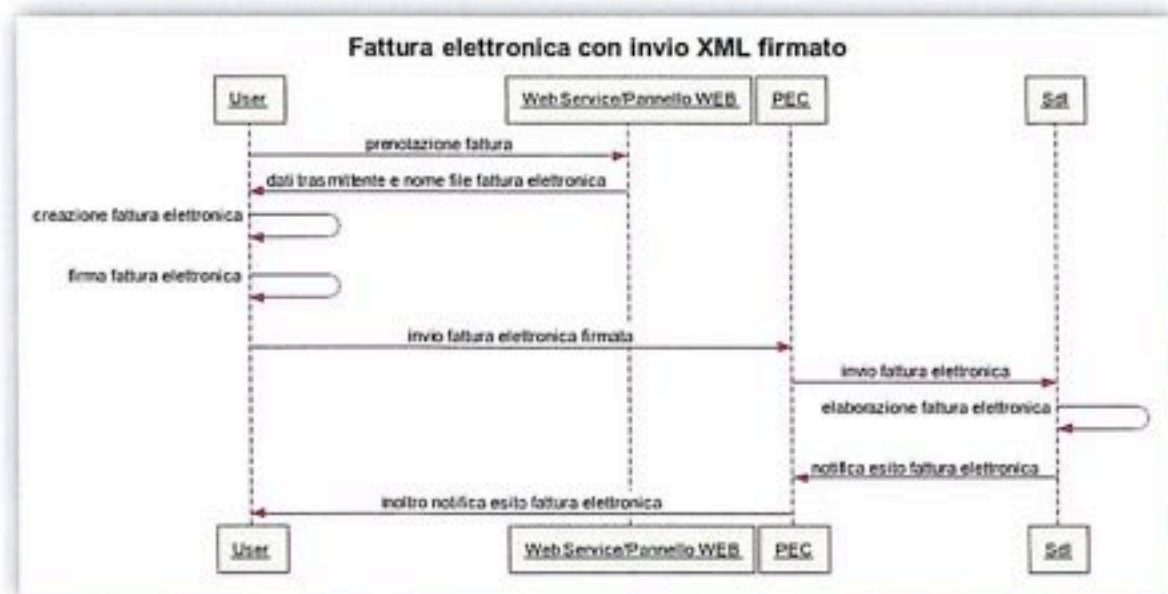 Fattura elettronica con invio XML firmato
User
Web Service/Pannello WEB
PEC
SdI
prenotazione fattura
dati trasmittente e nome file fattura elettronica
creazione fattura elettronica
firma fattura elettronica
invio fattura elettronica firmata
invio fattura elettronica
elaborazione fattura elettronica
notifica esito fattura elettronica
inoltro notifica esito fattura elettronica
User
Web Service/Pannello WEB
PEC
SdI